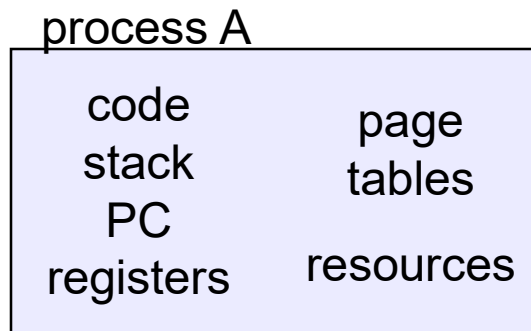 process A
code
stack
PC
registers
page
tables
resources